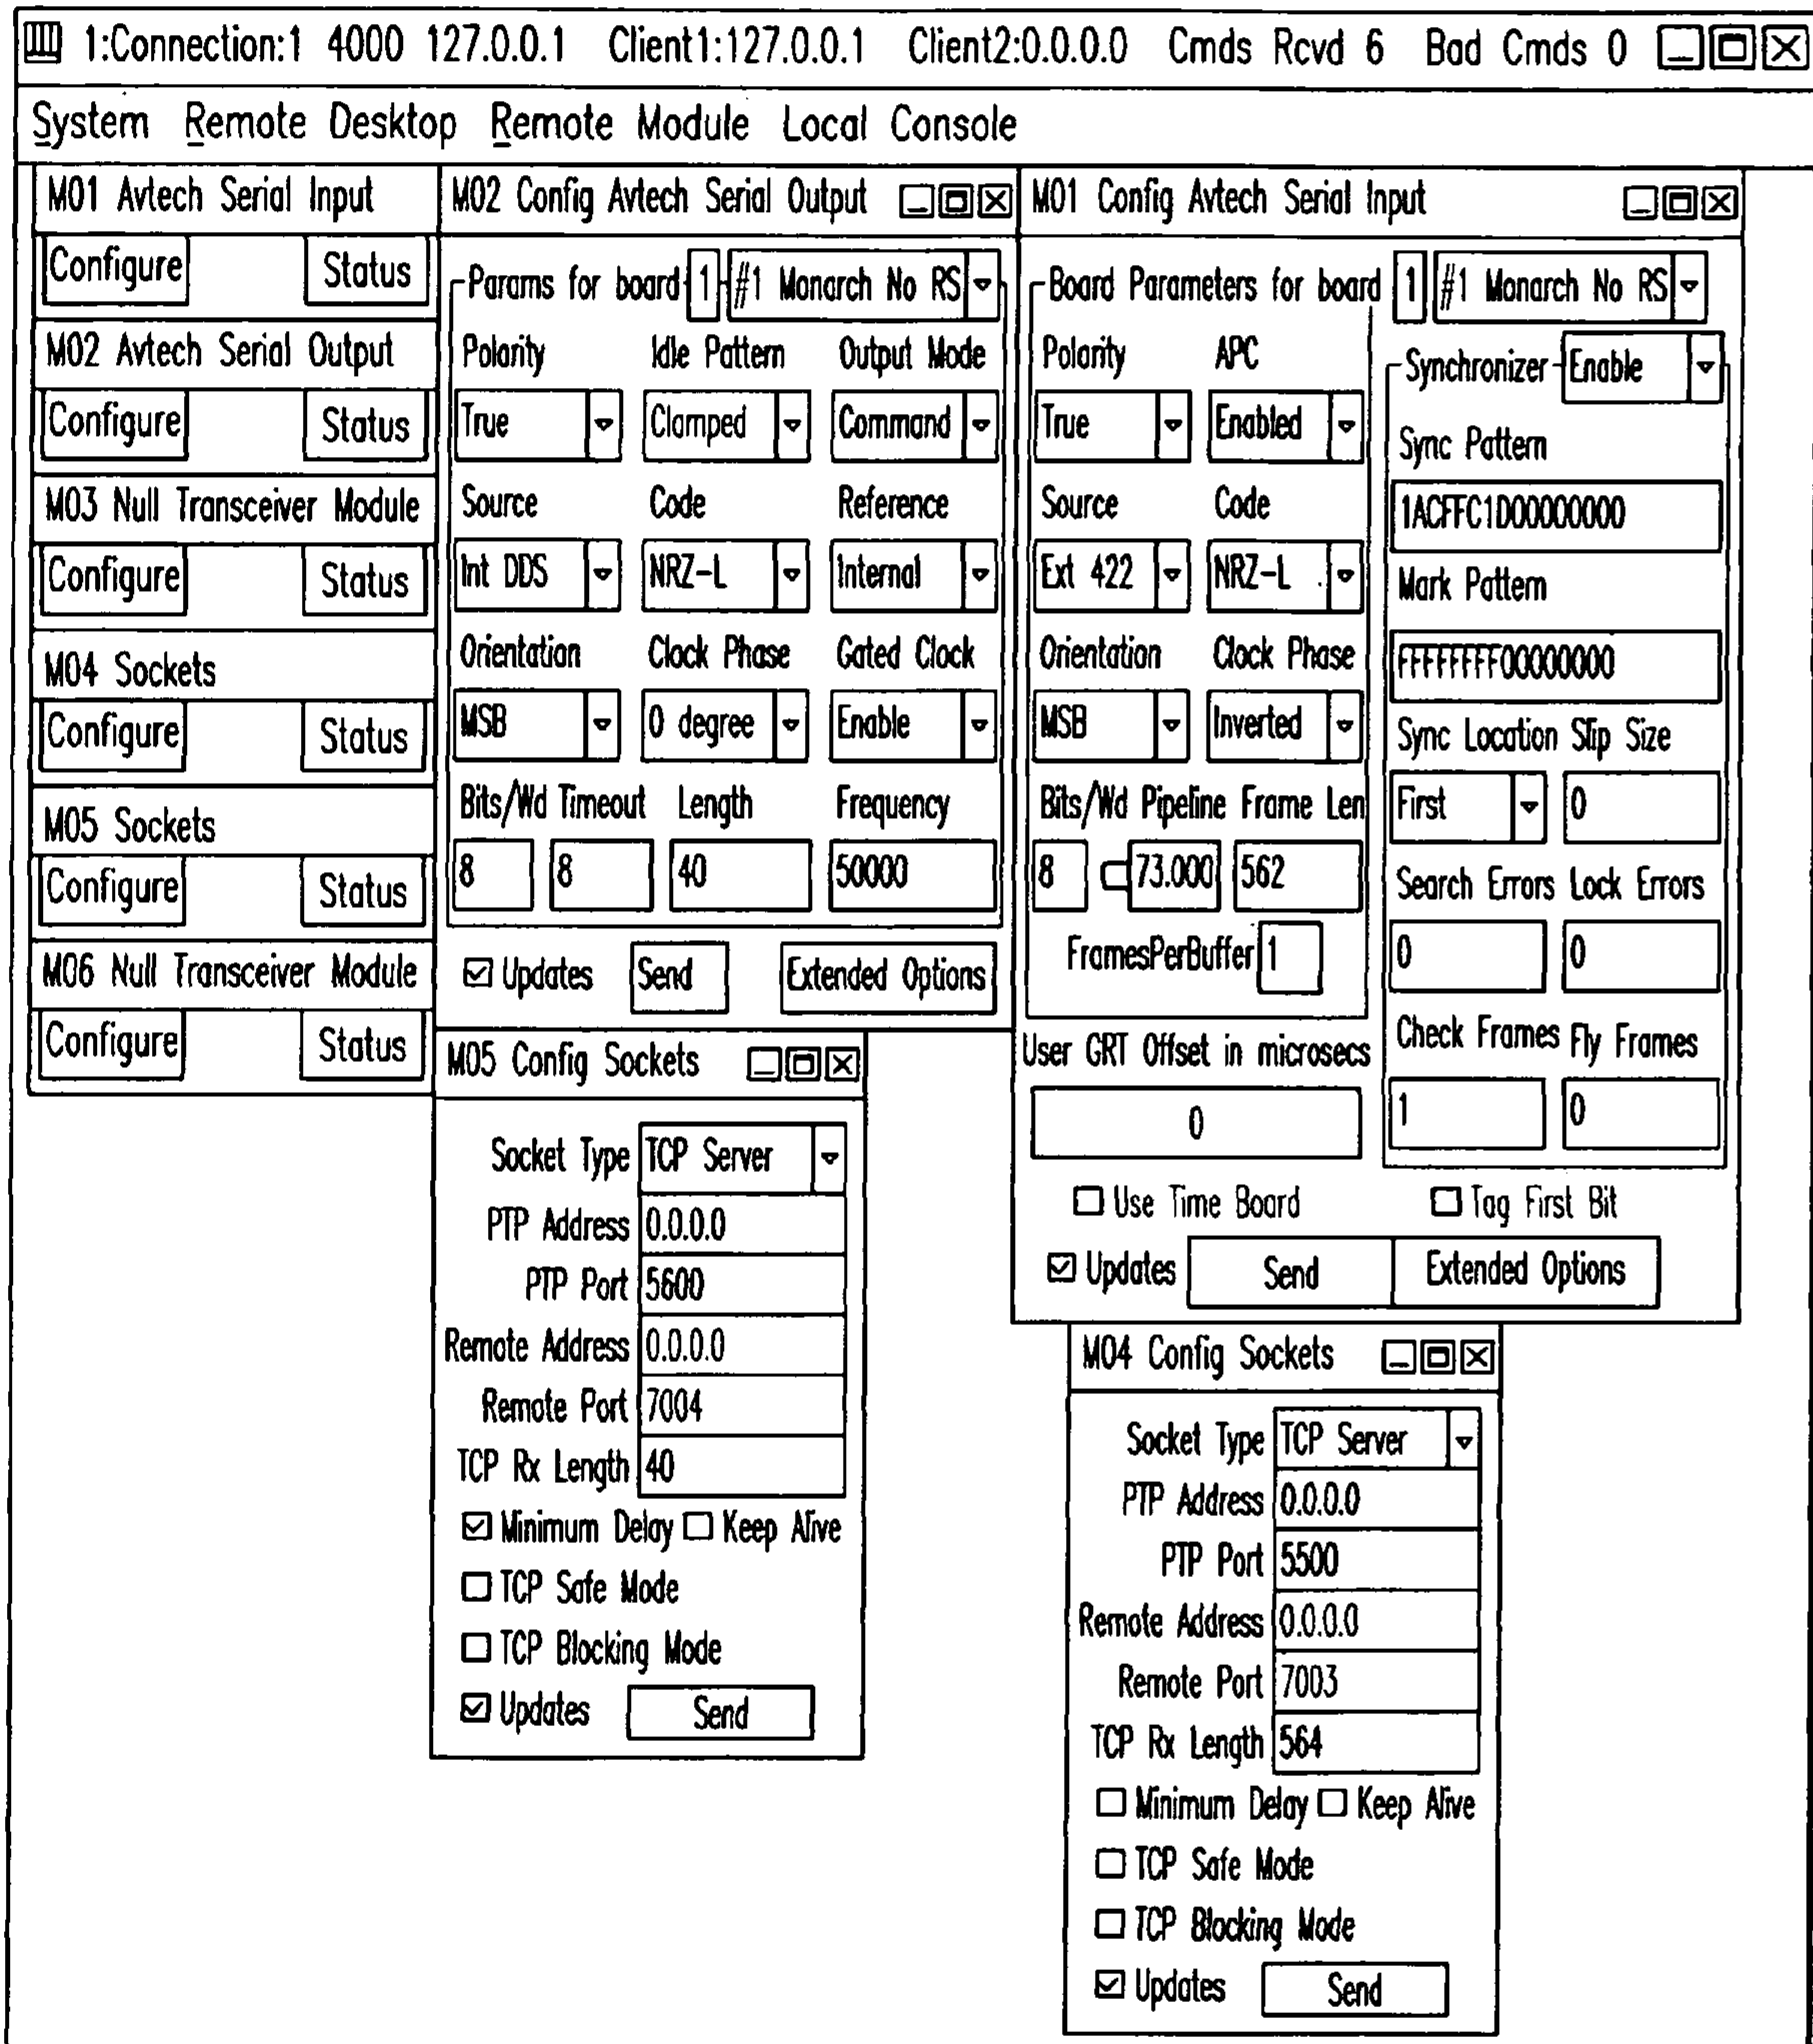 1:Connection:1 4000 127.0.0.1 Client1:127.0.0.1 Client2:0.0.0.0 Cmds Rcvd 6 Bad Cmds 0
System Remote Desktop Remote Module Local Console
M01 Avtech Serial Input
Configure Status
M02 Avtech Serial Output
Configure Status
M03 Null Transceiver Module
Configure Status
M04 Sockets
Configure Status
M05 Sockets
Configure Status
M06 Null Transceiver Module
Configure Status
M02 Config Avtech Serial Output
Params for board 1 #1 Monarch No RS
Polarity Idle Pattern Output Mode
True Clamped Command
Source Code Reference
Int DDS NRZ-L Internal
Orientation Clock Phase Gated Clock
MSB 0 degree Enable
Bits/Wd Timeout Length Frequency
8 8 40 50000
Updates Send Extended Options
M01 Config Avtech Serial Input
Board Parameters for board 1 #1 Monarch No RS
Polarity APC
True Enabled
Source Code
Ext 422 NRZ-L
Orientation Clock Phase
MSB Inverted
Bits/Wd Pipeline Frame Len
8 73.000 562
FramesPerBuffer 1
User GRT Offset in microsecs
0
Synchronizer Enable
Sync Pattern
1ACFFC1D00000000
Mark Pattern
FFFFFFFF00000000
Sync Location Slip Size
First 0
Search Errors Lock Errors
0 0
Check Frames Fly Frames
1 0
Use Time Board Tag First Bit
Updates Send Extended Options
M05 Config Sockets
Socket Type TCP Server
PTP Address 0.0.0.0
PTP Port 5600
Remote Address 0.0.0.0
Remote Port 7004
TCP Rx Length 40
Minimum Delay Keep Alive
TCP Safe Mode
TCP Blocking Mode
Updates Send
M04 Config Sockets
Socket Type TCP Server
PTP Address 0.0.0.0
PTP Port 5500
Remote Address 0.0.0.0
Remote Port 7003
TCP Rx Length 564
Minimum Delay Keep Alive
TCP Safe Mode
TCP Blocking Mode
Updates Send